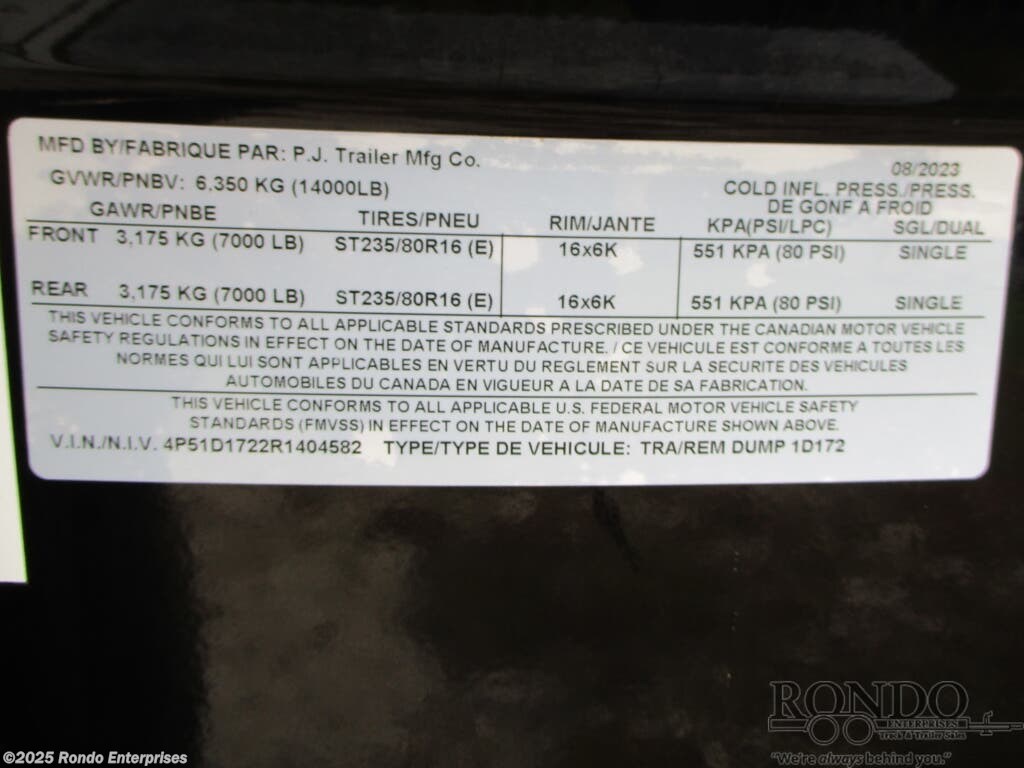 MFD BY/FABRIQUE PAR: P.J. Trailer Mfg Co.
08/2023
GVWR/PNBV: 6,350 KG (14000LB)
COLD INFL. PRESS./PRESS.
DE GONF A FROID
GAWR/PNBE TIRES/PNEU RIM/JANTE KPA(PSI/LPC) SGL/DUAL
FRONT 3,175 KG (7000 LB) ST235/80R16 (E) 16x6K 551 KPA (80 PSI) SINGLE
REAR 3,175 KG (7000 LB) ST235/80R16 (E) 16x6K 551 KPA (80 PSI) SINGLE
THIS VEHICLE CONFORMS TO ALL APPLICABLE STANDARDS PRESCRIBED UNDER THE CANADIAN MOTOR VEHICLE
SAFETY REGULATIONS IN EFFECT ON THE DATE OF MANUFACTURE. / CE VEHICULE EST CONFORME A TOUTES LES
NORMES QUI LUI SONT APPLICABLES EN VERTU DU REGLEMENT SUR LA SECURITE DES VEHICULES
AUTOMOBILES DU CANADA EN VIGUEUR A LA DATE DE SA FABRICATION.
THIS VEHICLE CONFORMS TO ALL APPLICABLE U.S. FEDERAL MOTOR VEHICLE SAFETY
STANDARDS (FMVSS) IN EFFECT ON THE DATE OF MANUFACTURE SHOWN ABOVE.
V.I.N./N.I.V. 4P51D1722R1404582 TYPE/TYPE DE VEHICULE: TRA/REM DUMP 1D172
RONDO
ENTERPRISES
Truck & Trailer Sales
"We're always behind you."
©2025 Rondo Enterprises